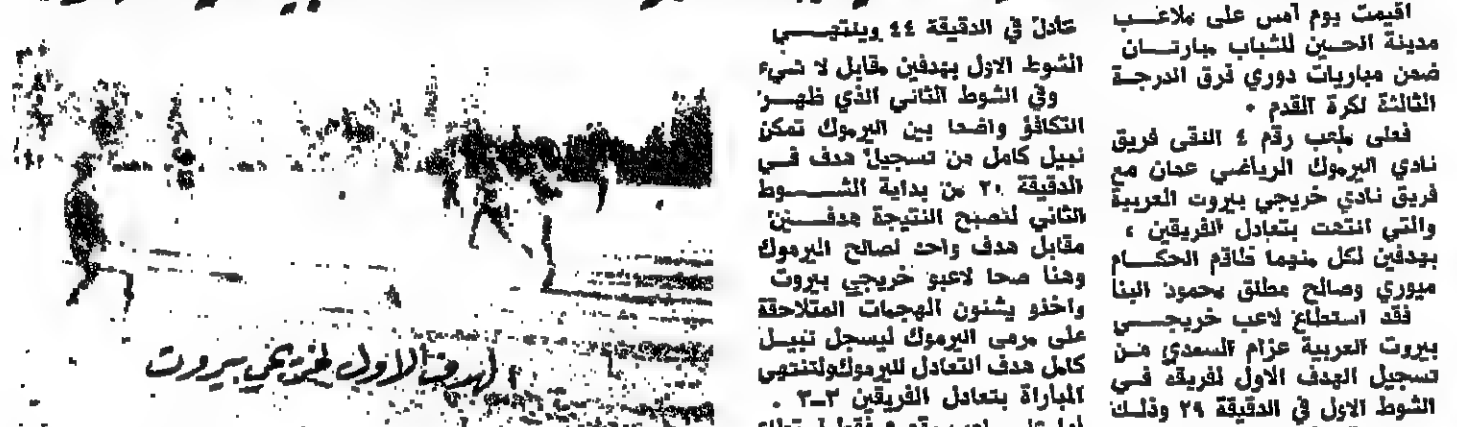 اقيمت يوم أمس على ملاعب
مدينة الحسين للشباب مبارتان
ضمن مباريات دوري فرق الدرجة
الثالثة لكرة القدم .
فعلى ملعب رقم ٤ التقى فريق
نادي اليرموك الرياضي عمان مع
فريق نادي خريجي بيروت العربية
والتي انتهت بتعادل الفريقين ،
بهدفين لكل منهما طاقم الحكام
ميوري وصالح مطلق محمود البنا
فقد استطاع لاعب خريجي
بيروت العربية عزام السعدي من
تسجيل الهدف الاول لفريقه في
الشوط الاول في الدقيقة ٢٩ وذلك
عادل في الدقيقة ٤٤ وينتهي
الشوط الاول بهدفين مقابل لا شيء
وفي الشوط الثاني الذي ظهر
التكافؤ واضحا بين اليرموك تمكن
نبيل كامل من تسجيل هدف في
الدقيقة ٢٠ من بداية الشوط
الثاني لتصبح النتيجة هدفين
مقابل هدف واحد لصالح اليرموك
وهنا صحا لاعبو خريجي بيروت
واخذو يشنون الهجمات المتلاحقة
على مرمى اليرموك ليسجل نبيل
كامل هدف التعادل لليرموك ولتنتهي
المباراة بتعادل الفريقين ٢-٢ .
الهدف الاول لخريجي بيروت